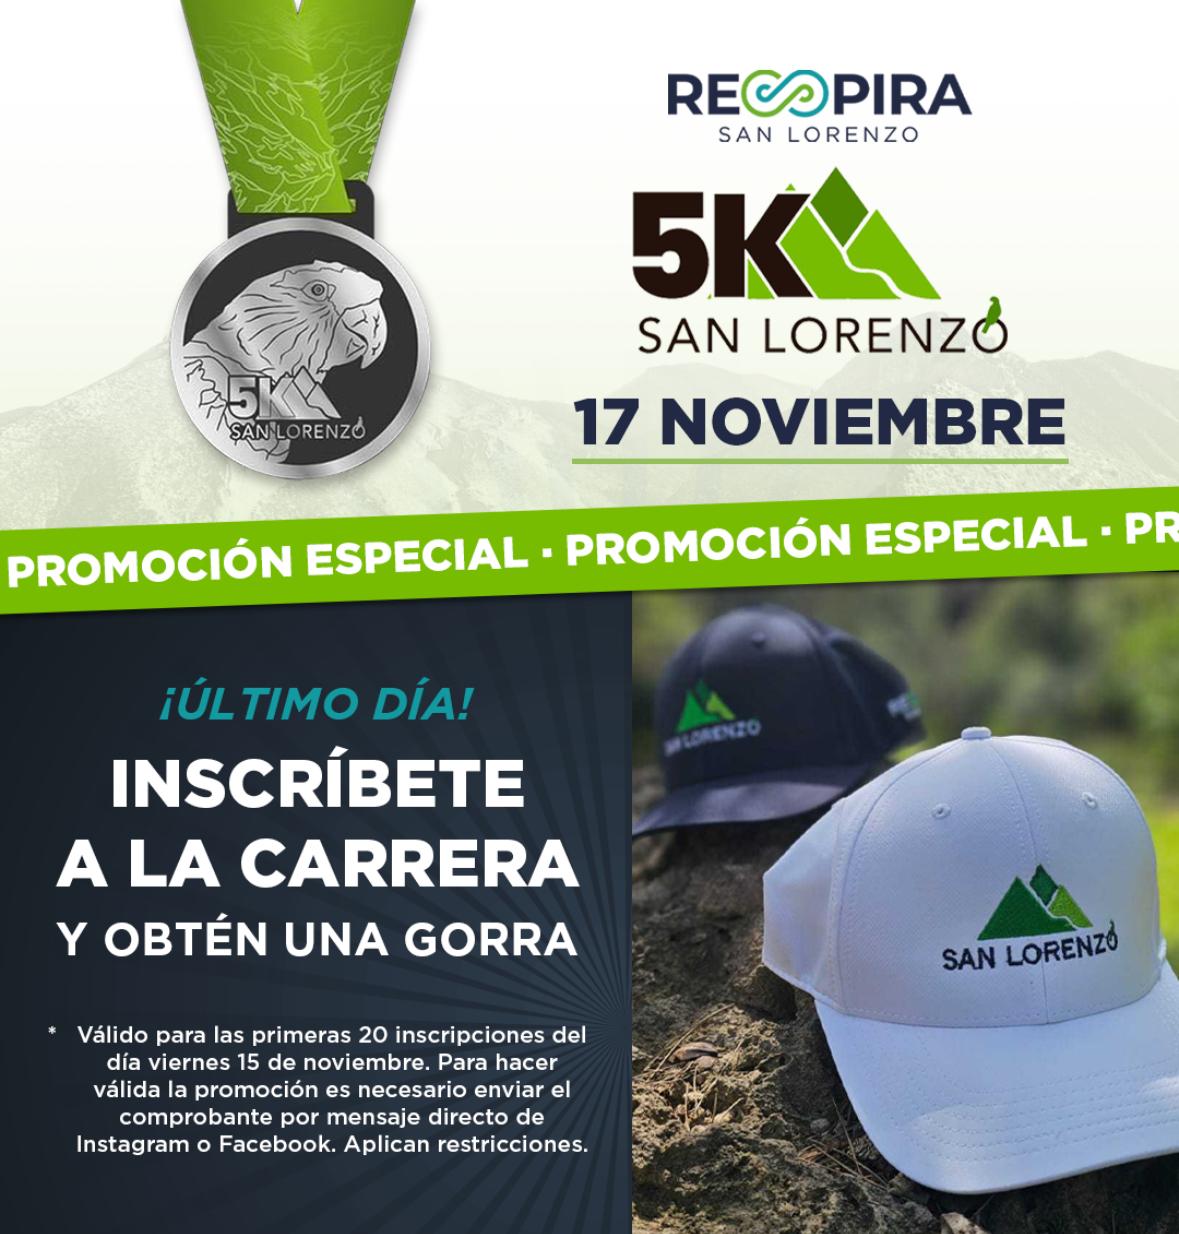 RESPIRA
SAN LORENZO
5K
SAN LORENZO
17 NOVIEMBRE
5K
SAN LORENZO
PROMOCIÓN ESPECIAL · PROMOCIÓN ESPECIAL · PR
¡ÚLTIMO DÍA!
INSCRÍBETE
A LA CARRERA
Y OBTÉN UNA GORRA
* Válido para las primeras 20 inscripciones del
día viernes 15 de noviembre. Para hacer
válida la promoción es necesario enviar el
comprobante por mensaje directo de
Instagram o Facebook. Aplican restricciones.
SAN LORENZO
SAN LORENZO